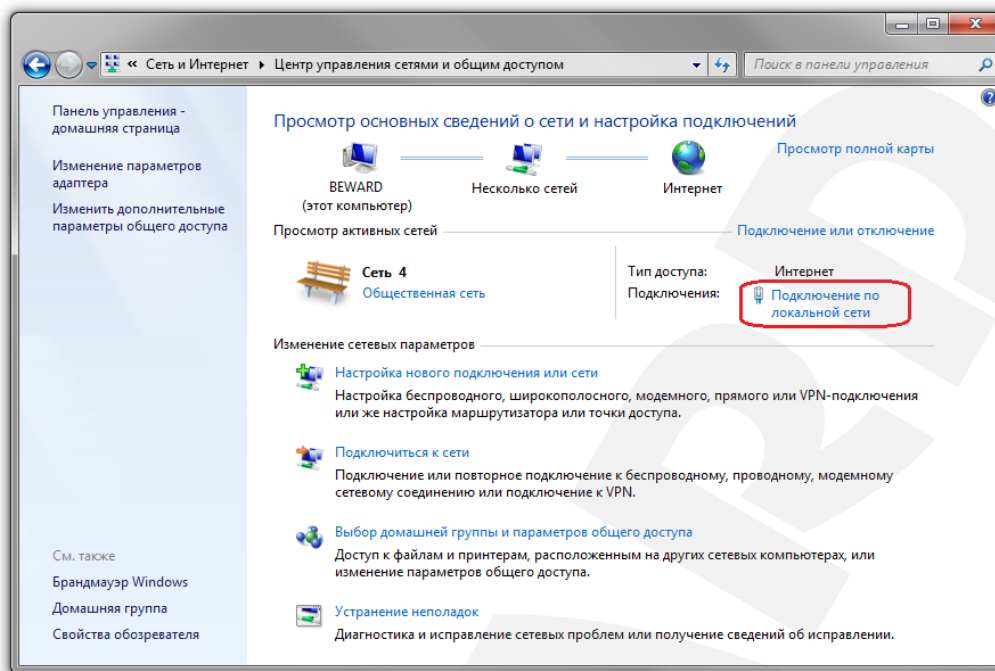 « Сеть и Интернет ▸ Центр управления сетями и общим доступом
Поиск в панели управления
Панель управления -
домашняя страница
Изменение параметров
адаптера
Изменить дополнительные
параметры общего доступа
См. также
Брандмауэр Windows
Домашняя группа
Свойства обозревателя
Просмотр основных сведений о сети и настройка подключений
Просмотр полной карты
BEWARD
(этот компьютер)
Несколько сетей
Интернет
Просмотр активных сетей
Подключение или отключение
Сеть 4
Общественная сеть
Тип доступа: Интернет
Подключения: Подключение по
локальной сети
Изменение сетевых параметров
Настройка нового подключения или сети
Настройка беспроводного, широкополосного, модемного, прямого или VPN-подключения
или же настройка маршрутизатора или точки доступа.
Подключиться к сети
Подключение или повторное подключение к беспроводному, проводному, модемному
сетевому соединению или подключение к VPN.
Выбор домашней группы и параметров общего доступа
Доступ к файлам и принтерам, расположенным на других сетевых компьютерах, или
изменение параметров общего доступа.
Устранение неполадок
Диагностика и исправление сетевых проблем или получение сведений об исправлении.